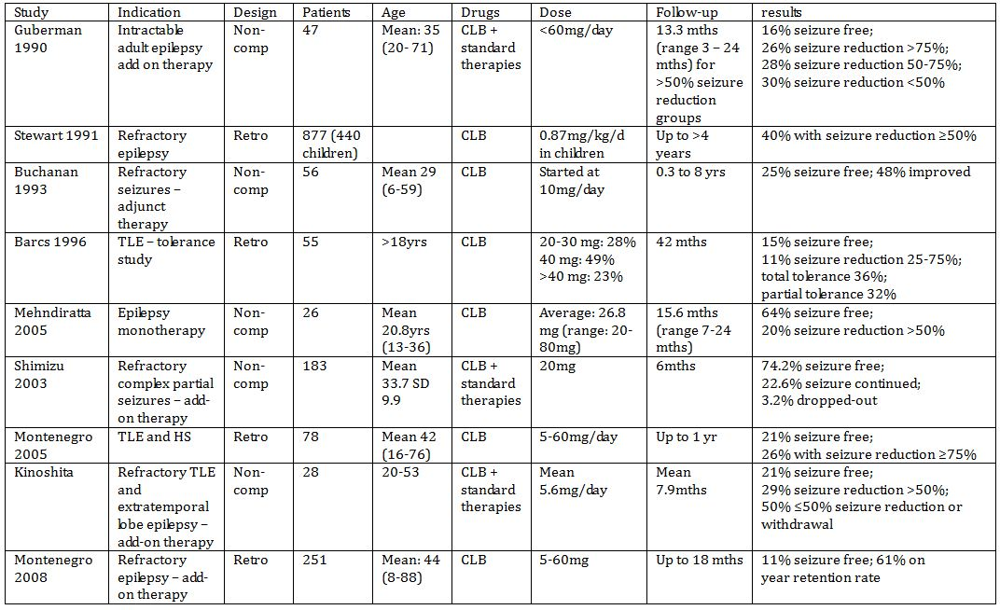 Study Indication Design Patients Age Drugs Dose Follow-up results
Guberman 1990
Intractable adult epilepsy add on therapy
Non-comp
47
Mean: 35 (20- 71)
CLB + standard therapies
<60mg/day
13.3 mths (range 3 – 24 mths) for >50% seizure reduction groups
16% seizure free;
26% seizure reduction >75%;
28% seizure reduction 50-75%;
30% seizure reduction <50%
Stewart 1991
Refractory epilepsy
Retro
877 (440 children)
CLB
0.87mg/kg/d in children
Up to >4 years
40% with seizure reduction ≥50%
Buchanan 1993
Refractory seizures – adjunct therapy
Non-comp
56
Mean 29 (6-59)
CLB
Started at 10mg/day
0.3 to 8 yrs
25% seizure free; 48% improved
Barcs 1996
TLE – tolerance study
Retro
55
>18yrs
CLB
20-30 mg: 28%
40 mg: 49%
>40 mg: 23%
42 mths
15% seizure free;
11% seizure reduction 25-75%;
total tolerance 36%;
partial tolerance 32%
Mehndiratta 2005
Epilepsy monotherapy
Non-comp
26
Mean 20.8yrs (13-36)
CLB
Average: 26.8 mg (range: 20-80mg)
15.6 mths (range 7-24 mths)
64% seizure free;
20% seizure reduction >50%
Shimizu 2003
Refractory complex partial seizures – add-on therapy
Non-comp
183
Mean 33.7 SD 9.9
CLB + standard therapies
20mg
6mths
74.2% seizure free;
22.6% seizure continued;
3.2% dropped-out
Montenegro 2005
TLE and HS
Retro
78
Mean 42 (16-76)
CLB
5-60mg/day
Up to 1 yr
21% seizure free;
26% with seizure reduction ≥75%
Kinoshita
Refractory TLE and extratemporal lobe epilepsy – add-on therapy
Non-comp
28
20-53
CLB + standard therapies
Mean 5.6mg/day
Mean 7.9mths
21% seizure free;
29% seizure reduction >50%;
50% ≤50% seizure reduction or withdrawal
Montenegro 2008
Refractory epilepsy – add-on therapy
Retro
251
Mean: 44 (8-88)
CLB
5-60mg
Up to 18 mths
11% seizure free; 61% on year retention rate